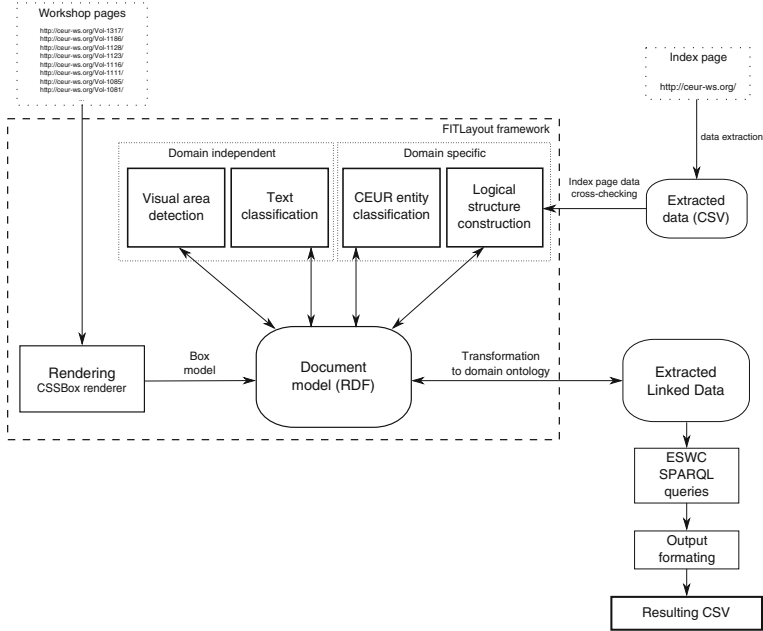 Workshop pages
http://ceur-ws.org/Vol-1317/
http://ceur-ws.org/Vol-1186/
http://ceur-ws.org/Vol-1128/
http://ceur-ws.org/Vol-1123/
http://ceur-ws.org/Vol-1116/
http://ceur-ws.org/Vol-1111/
http://ceur-ws.org/Vol-1085/
http://ceur-ws.org/Vol-1081/
...
Index page
http://ceur-ws.org/
data extraction
FITLayout framework
Domain independent
Domain specific
Visual area
detection
Text
classification
CEUR entity
classification
Logical
structure
construction
Index page data
cross-checking
Extracted
data (CSV)
Rendering
CSSBox renderer
Box
model
Document
model (RDF)
Transformation
to domain ontology
Extracted
Linked Data
ESWC
SPARQL
queries
Output
formating
Resulting CSV